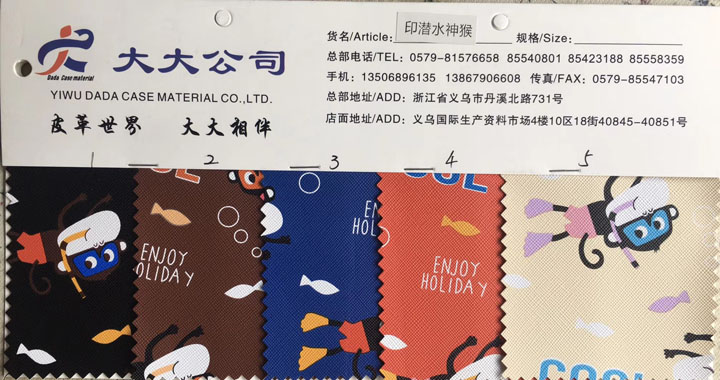 货名/Article: 印潜水神猴 规格/Size:
Dada Case material
大大公司
总部电话/TEL: 0579-81576658 85540801 85423188 85558359
手机: 13506896135 13867906608 传真/FAX: 0579-85547103
YIWU DADA CASE MATERIAL CO.,LTD.
总部地址/ADD: 浙江省义乌市丹溪北路731号
皮革世界 大大相伴
店面地址/ADD: 义乌国际生产资料市场4楼10区18街40845-40851号
1 2 3 4 5
COOL
ENJOY
HOLIDAY
EN
HOL
ENJOY
HOLIDAY
COOL